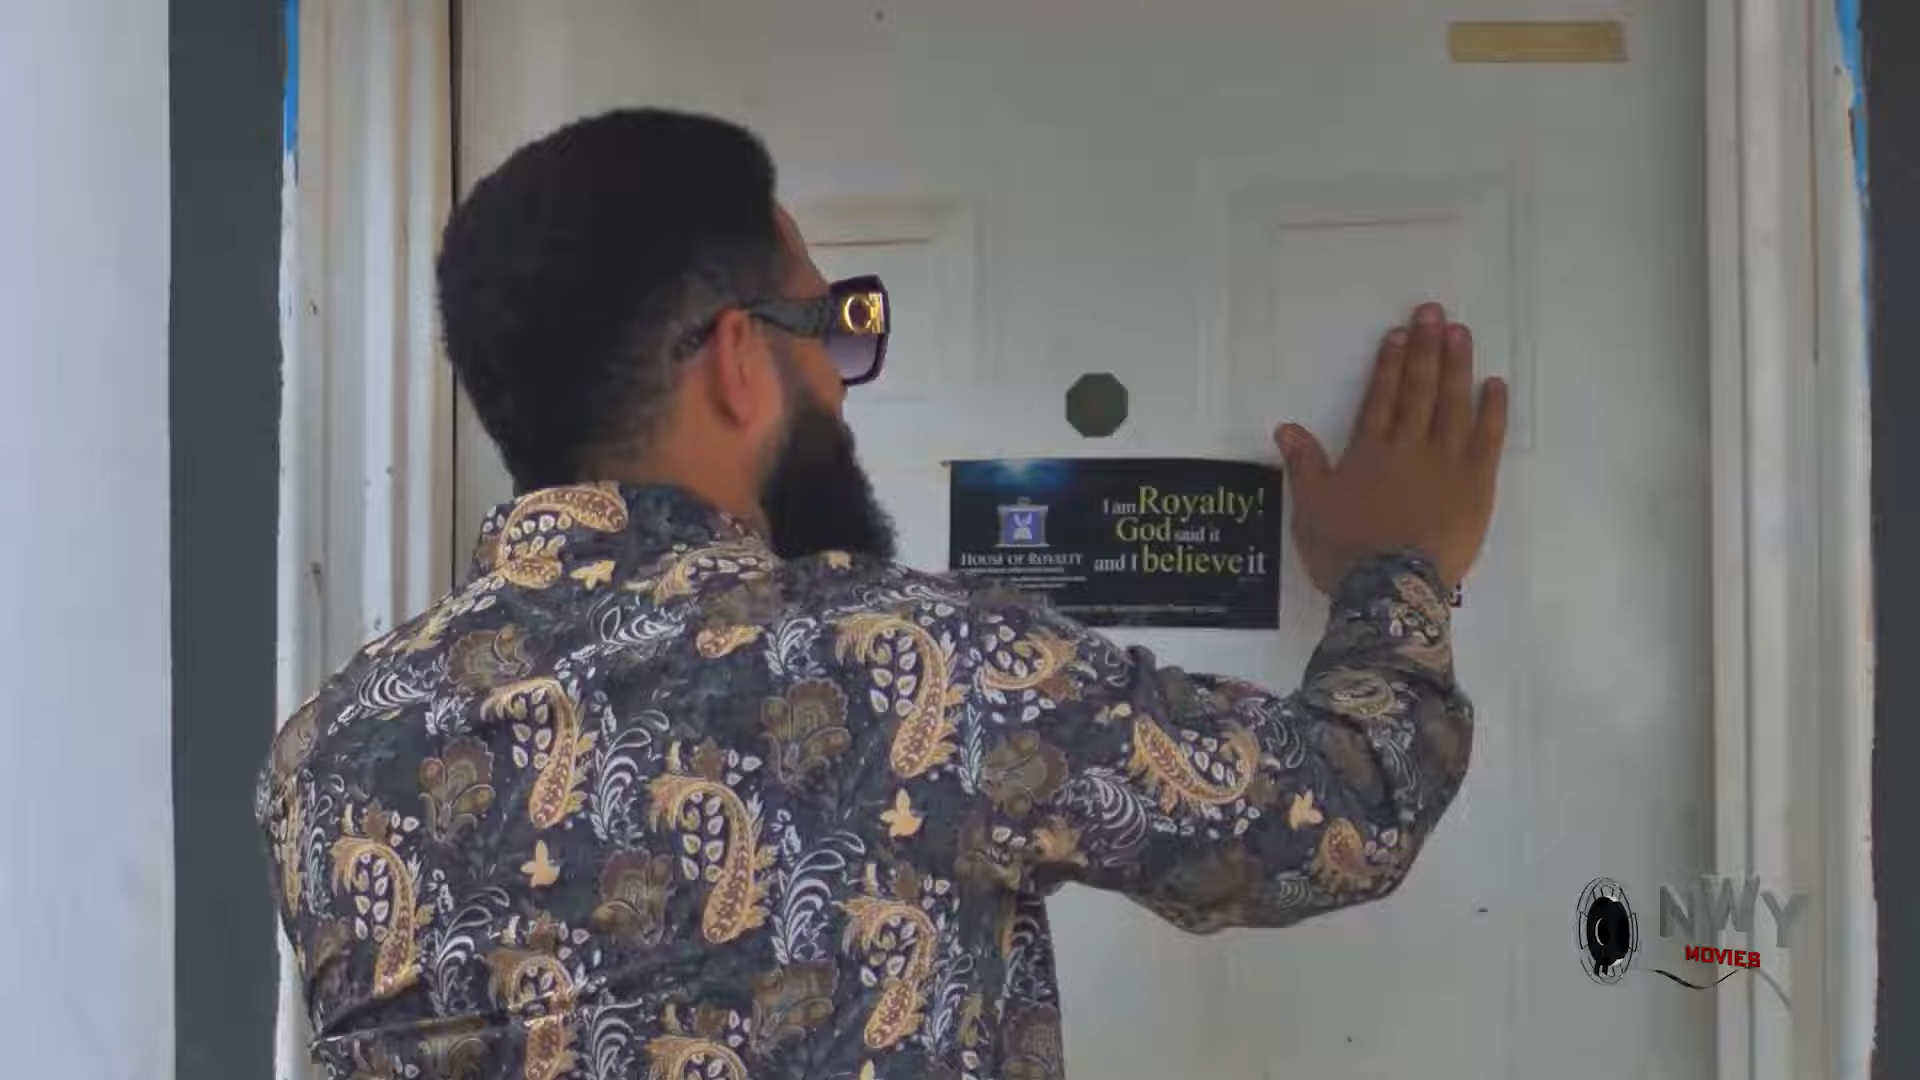 I am Royalty!
God said it
and I believe it
HOUSE OF ROYALTY
NWY
MOVIES